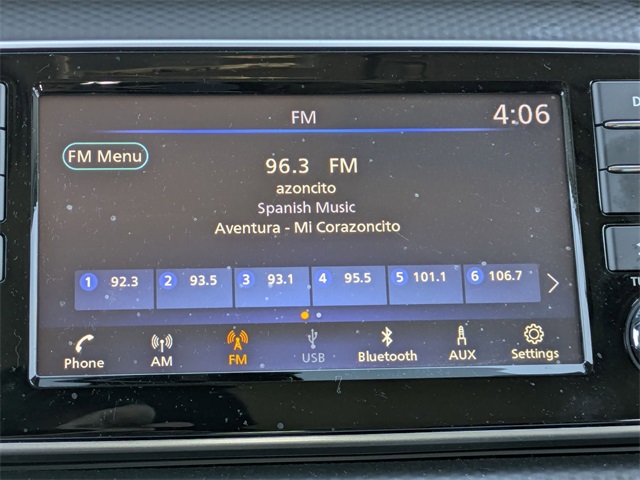 FM 4:06
FM Menu
96.3 FM
azoncito
Spanish Music
Aventura - Mi Corazoncito
1 92.3 2 93.5 3 93.1 4 95.5 5 101.1 6 106.7
Phone AM FM USB Bluetooth AUX Settings